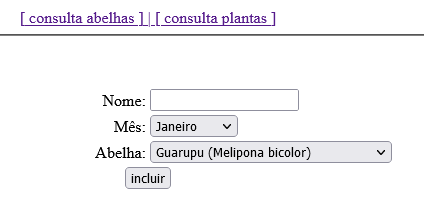 [ consulta abelhas ] | [ consulta plantas ]
Nome:
Mês: Janeiro
Abelha: Guarupu (Melipona bicolor)
incluir